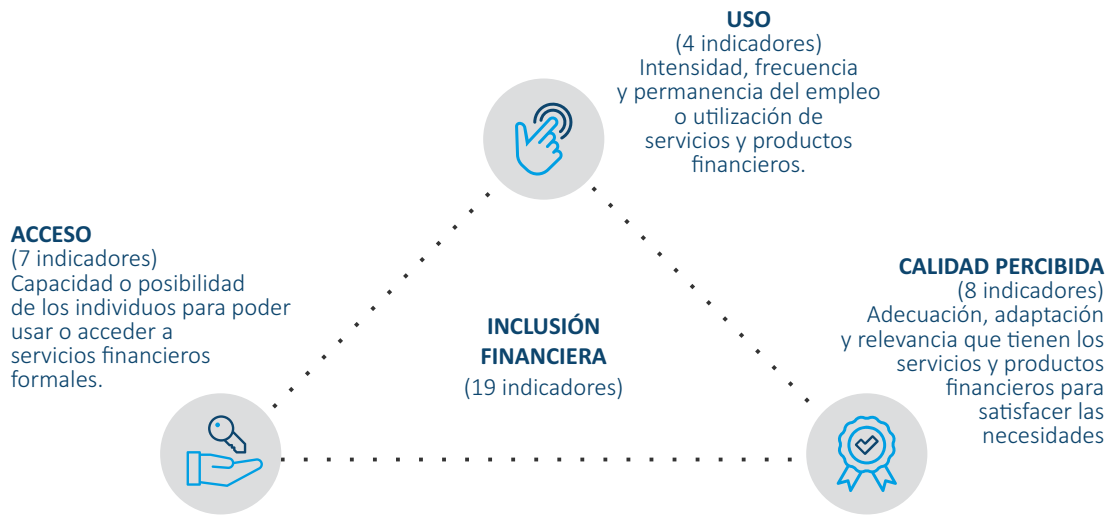 USO
(4 indicadores)
Intensidad, frecuencia
y permanencia del empleo
o utilización de
servicios y productos
financieros.
ACCESO
(7 indicadores)
Capacidad o posibilidad
de los individuos para poder
usar o acceder a
servicios financieros
formales.
INCLUSIÓN
FINANCIERA
(19 indicadores)
CALIDAD PERCIBIDA
(8 indicadores)
Adecuación, adaptación
y relevancia que tienen los
servicios y productos
financieros para
satisfacer las
necesidades